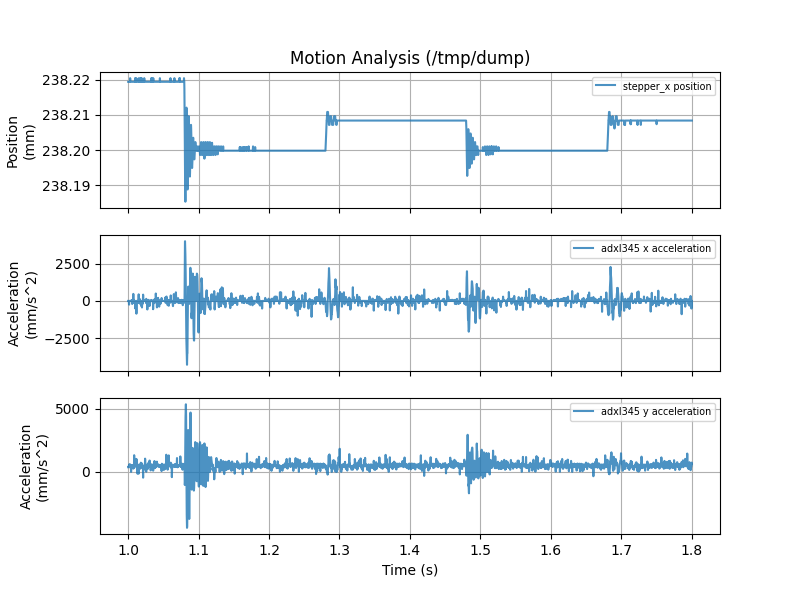 Motion Analysis (/tmp/dump)
238.22
238.21
238.20
238.19
Position
(mm)
stepper_x position
2500
0
−2500
Acceleration
(mm/s^2)
adxl345 x acceleration
5000
0
Acceleration
(mm/s^2)
adxl345 y acceleration
1.0 1.1 1.2 1.3 1.4 1.5 1.6 1.7 1.8
Time (s)